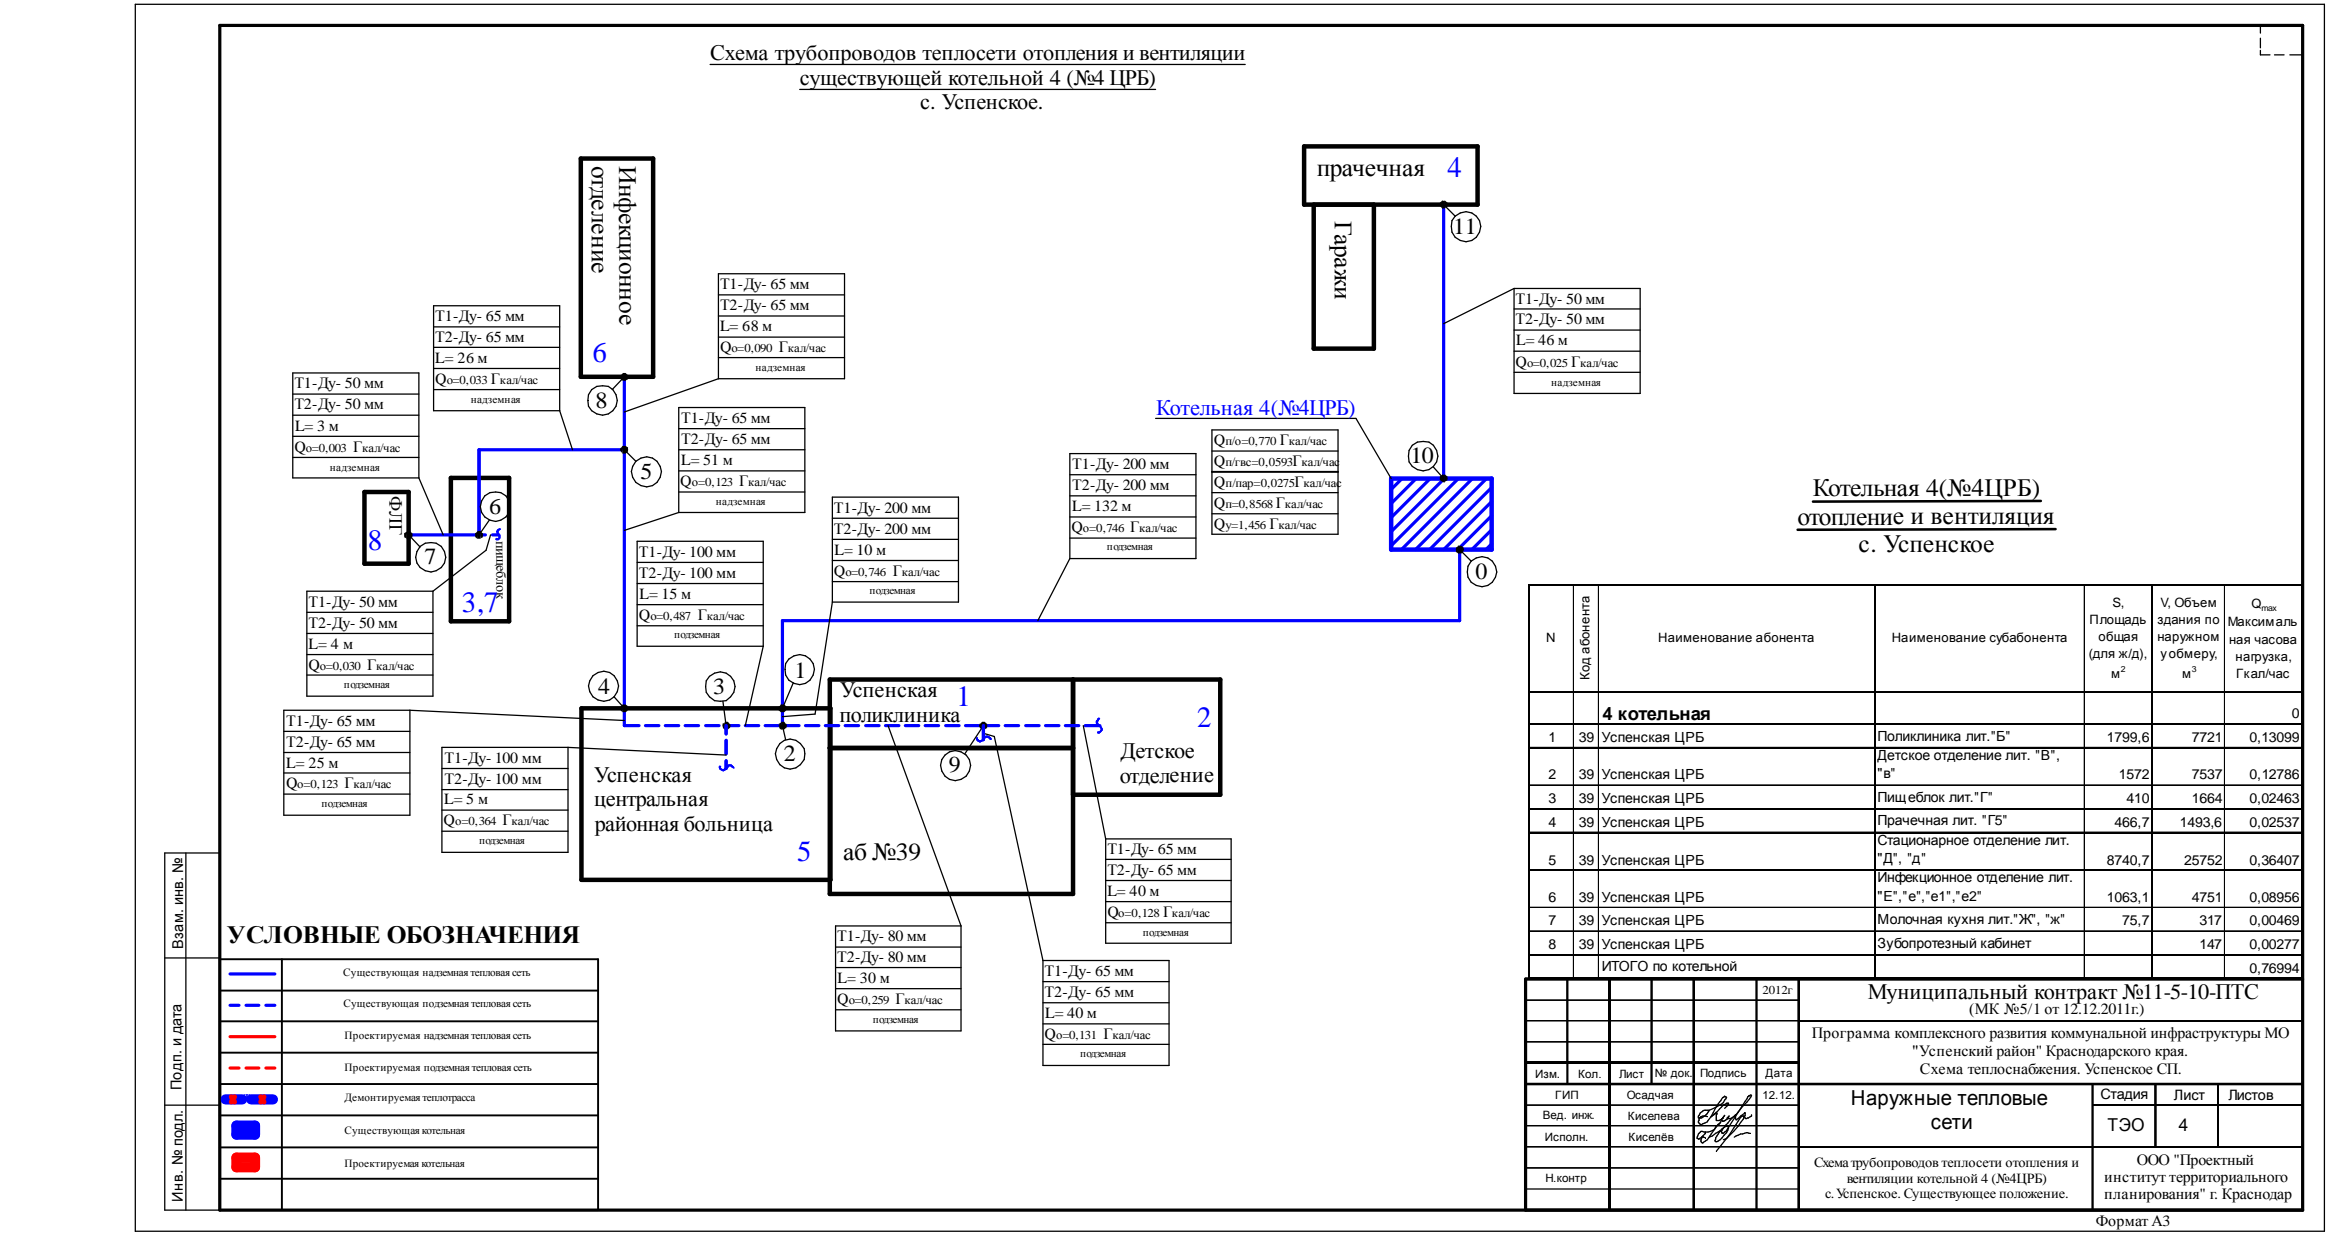 Схема трубопроводов теплосети отопления и вентиляции
существующей котельной 4 (№4 ЦРБ)
с. Успенское.
Инфекционное
отделение
6
прачечная 4
11
Гаражи
Т1-Ду- 65 мм
Т2-Ду- 65 мм
L= 68 м
Qо=0,090 Гкал/час
надземная
Т1-Ду- 65 мм
Т2-Ду- 65 мм
L= 26 м
Qо=0,033 Гкал/час
надземная
Т1-Ду- 50 мм
Т2-Ду- 50 мм
L= 46 м
Qо=0,025 Гкал/час
надземная
Т1-Ду- 50 мм
Т2-Ду- 50 мм
L= 3 м
Qо=0,003 Гкал/час
надземная
8
Т1-Ду- 65 мм
Т2-Ду- 65 мм
L= 51 м
Qо=0,123 Гкал/час
надземная
5
Котельная 4(№4ЦРБ)
Qп/о=0,770 Гкал/час
Qп/гвс=0,0593Гкал/час
Qп/пар=0,0275Гкал/час
Qп=0,8568 Гкал/час
Qу=1,456 Гкал/час
10
0
Т1-Ду- 200 мм
Т2-Ду- 200 мм
L= 132 м
Qо=0,746 Гкал/час
подземная
Т1-Ду- 200 мм
Т2-Ду- 200 мм
L= 10 м
Qо=0,746 Гкал/час
подземная
ФЛГ
8
7
6
пищеблок
3,7
Т1-Ду- 100 мм
Т2-Ду- 100 мм
L= 15 м
Qо=0,487 Гкал/час
подземная
Т1-Ду- 50 мм
Т2-Ду- 50 мм
L= 4 м
Qо=0,030 Гкал/час
подземная
4
3
1
2
9
Т1-Ду- 65 мм
Т2-Ду- 65 мм
L= 25 м
Qо=0,123 Гкал/час
подземная
Т1-Ду- 100 мм
Т2-Ду- 100 мм
L= 5 м
Qо=0,364 Гкал/час
подземная
Успенская
центральная
районная больница
5
Успенская
поликлиника
1
аб №39
2
Детское
отделение
Т1-Ду- 65 мм
Т2-Ду- 65 мм
L= 40 м
Qо=0,128 Гкал/час
подземная
Т1-Ду- 80 мм
Т2-Ду- 80 мм
L= 30 м
Qо=0,259 Гкал/час
подземная
Т1-Ду- 65 мм
Т2-Ду- 65 мм
L= 40 м
Qо=0,131 Гкал/час
подземная
Котельная 4(№4ЦРБ)
отопление и вентиляция
с. Успенское
N
Код абонента
Наименование абонента
Наименование субабонента
S,
Площадь
общая
(для ж/д),
м2
V, Объем
здания по
наружном
у обмеру,
м3
Qmax
Максималь
ная часова
нагрузка,
Гкал/час
4 котельная 0
1 39 Успенская ЦРБ Поликлиника лит."Б" 1799,6 7721 0,13099
Детское отделение лит. "В",
2 39 Успенская ЦРБ "в" 1572 7537 0,12786
3 39 Успенская ЦРБ Пищеблок лит."Г" 410 1664 0,02463
4 39 Успенская ЦРБ Прачечная лит. "Г5" 466,7 1493,6 0,02537
Стационарное отделение лит.
5 39 Успенская ЦРБ "Д", "д" 8740,7 25752 0,36407
Инфекционное отделение лит.
6 39 Успенская ЦРБ "Е","е","е1","е2" 1063,1 4751 0,08956
7 39 Успенская ЦРБ Молочная кухня лит."Ж", "ж" 75,7 317 0,00469
8 39 Успенская ЦРБ Зубопротезный кабинет 147 0,00277
ИТОГО по котельной 0,76994
УСЛОВНЫЕ ОБОЗНАЧЕНИЯ
Существующая надземная тепловая сеть
Существующая подземная тепловая сеть
Проектируемая надземная тепловая сеть
Проектируемая подземная тепловая сеть
Демонтируемая теплотрасса
Существующая котельная
Проектируемая котельная
Взам. инв. №
Подп. и дата
Инв. № подл.
2012г
Муниципальный контракт №11-5-10-ПТС
(МК №5/1 от 12.12.2011г.)
Программа комплексного развития коммунальной инфраструктуры МО
"Успенский район" Краснодарского края.
Схема теплоснабжения. Успенское СП.
Изм. Кол. Лист № док. Подпись Дата
ГИП Осадчая 12.12.
Вед. инж. Киселева
Исполн. Киселёв
Н.контр
Наружные тепловые
сети
Стадия Лист Листов
ТЭО 4
Схема трубопроводов теплосети отопления и
вентиляции котельной 4 (№4ЦРБ)
с. Успенское. Существующее положение.
ООО "Проектный
институт территориального
планирования" г. Краснодар
Формат А3